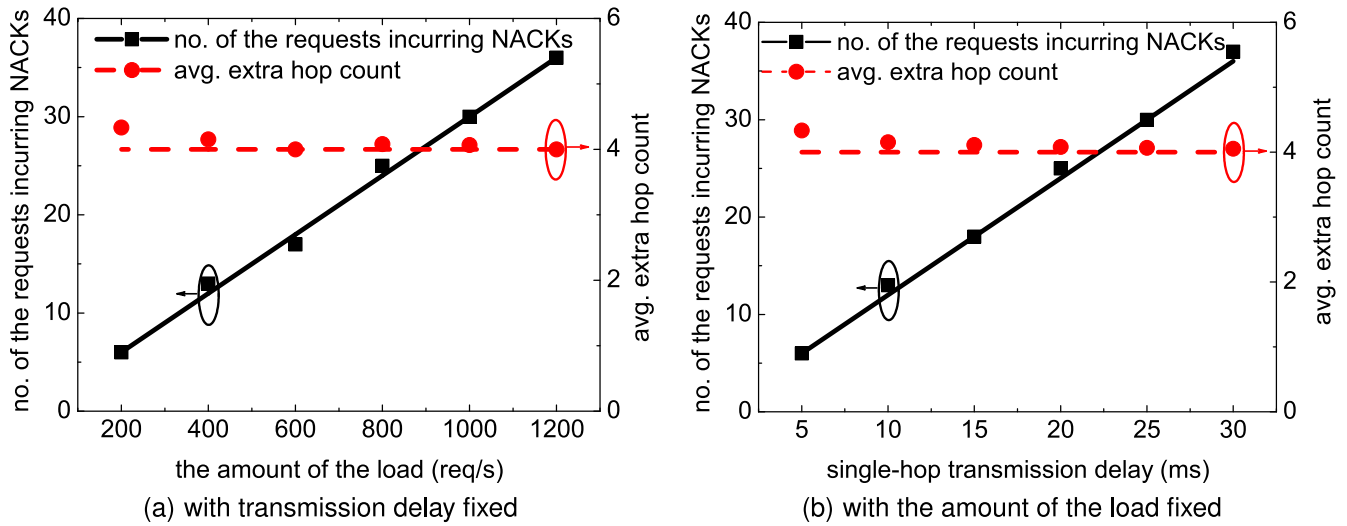 no. of the requests incurring NACKs
40
30
20
10
0
no. of the requests incurring NACKs
avg. extra hop count
6
4
2
0
avg. extra hop count
200 400 600 800 1000 1200
the amount of the load (req/s)
(a) with transmission delay fixed
no. of the requests incurring NACKs
40
30
20
10
0
no. of the requests incurring NACKs
avg. extra hop count
6
4
2
0
avg. extra hop count
5 10 15 20 25 30
single-hop transmission delay (ms)
(b) with the amount of the load fixed